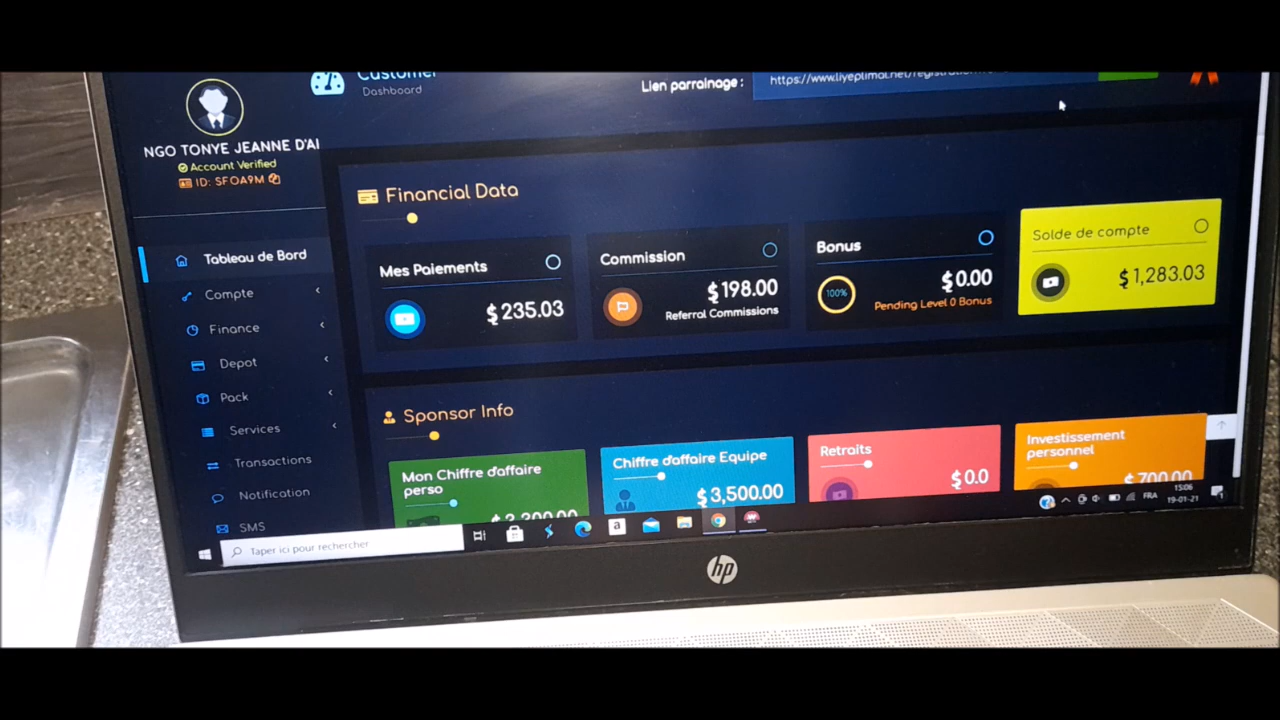 Customer
Dashboard
Lien parrainage :
NGO TONYE JEANNE D'AI
Account Verified
ID: SFOA9M
Financial Data
Mes Paiements
$235.03
Commission
$198.00
Referral Commissions
Bonus
100%
$0.00
Pending Level 0 Bonus
Solde de compte
$1,283.03
Tableau de Bord
Compte
Finance
Depot
Pack
Services
Transactions
Notification
SMS
Sponsor Info
Mon Chiffre d'affaire
perso
Chiffre d'affaire Equipe
$3,500.00
Retraits
$0.0
Investissement
personnel
$700.00
Taper ici pour rechercher
a
FRA
15:06
19-01-21
hp